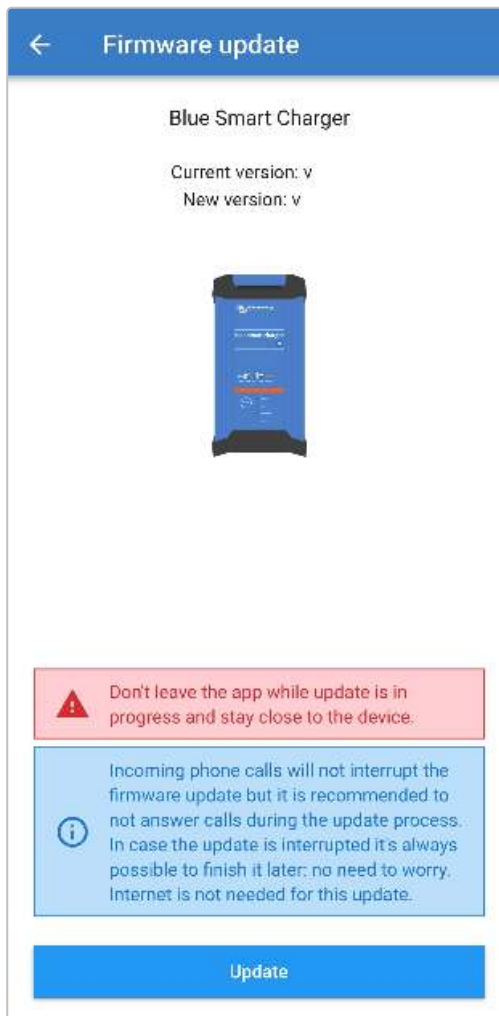 Firmware update
Blue Smart Charger
Current version: v
New version: v
Don't leave the app while update is in
progress and stay close to the device.
Incoming phone calls will not interrupt the
firmware update but it is recommended to
not answer calls during the update process.
In case the update is interrupted it's always
possible to finish it later: no need to worry.
Internet is not needed for this update.
Update